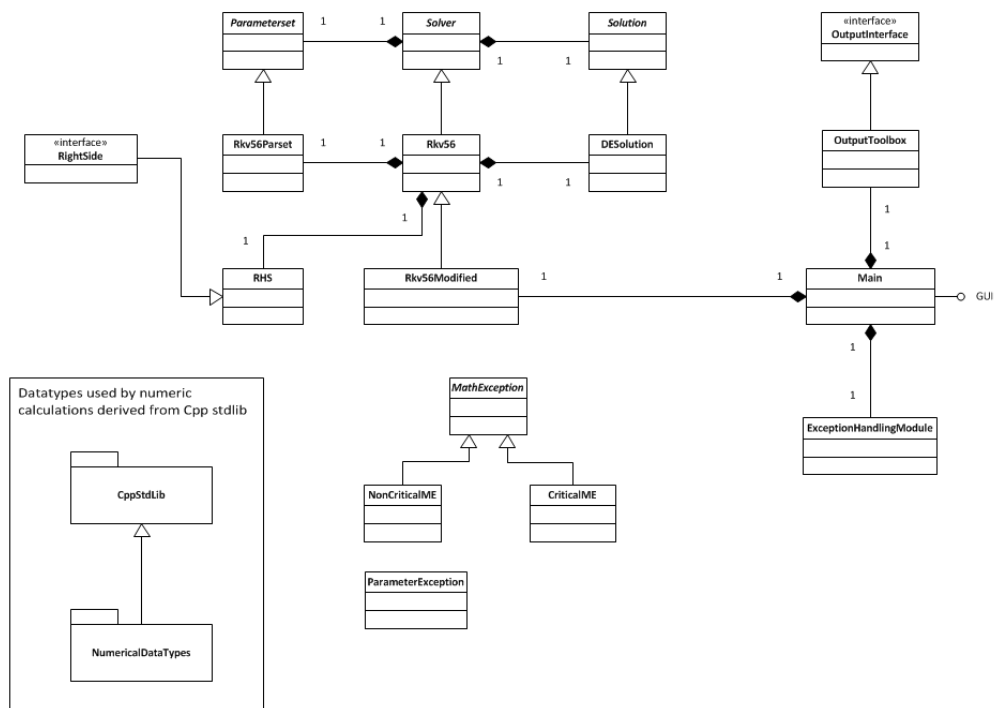 Parameterset
1
1
Solver
1
1
Solution
«interface»
OutputInterface
«interface»
RightSide
Rkv56Parset
1
1
Rkv56
1
1
DESolution
OutputToolbox
1
1
1
1
RHS
Rkv56Modified
1
1
Main
GUI
1
1
ExceptionHandlingModule
Datatypes used by numeric
calculations derived from Cpp stdlib
CppStdLib
NumericalDataTypes
MathException
NonCriticalME
CriticalME
ParameterException